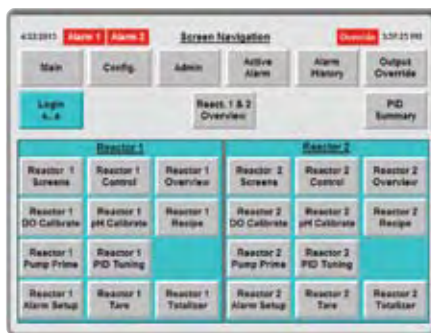 4/23/2015 Alarm 1 Alarm 2 Screen Navigation Override 3:57:25 PM
Main Config. Admin Active Alarm Alarm History Output Override
Login
React. 1 & 2 Overview
PID Summary
Reactor 1 Reactor 2
Reactor 1 Screens Reactor 1 Control Reactor 1 Overview Reactor 2 Screens Reactor 2 Control Reactor 2 Overview
Reactor 1 DO Calibrate Reactor 1 pH Calibrate Reactor 1 Recipe Reactor 2 DO Calibrate Reactor 2 pH Calibrate Reactor 2 Recipe
Reactor 1 Pump Prime Reactor 1 PID Tuning Reactor 2 Pump Prime Reactor 2 PID Tuning
Reactor 1 Alarm Setup Reactor 1 Tare Reactor 1 Totalizer Reactor 2 Alarm Setup Reactor 2 Tare Reactor 2 Totalizer